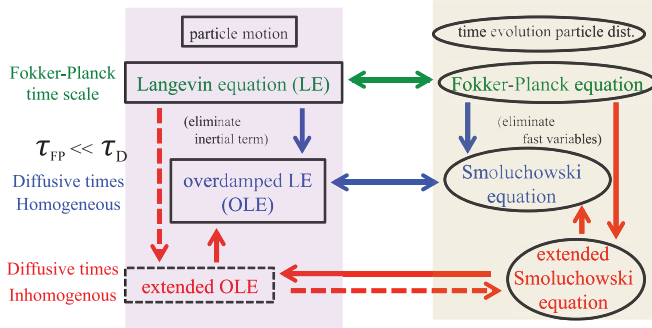 particle motion
time evolution particle dist.
Fokker-Planck
time scale
Langevin equation (LE)
Fokker-Planck equation
(eliminate
inertial term)
(eliminate
fast variables)
τFP << τD
Diffusive times
Homogeneous
overdamped LE
(OLE)
Smoluchowski
equation
Diffusive times
Inhomogenous
extended OLE
extended
Smoluchowski
equation